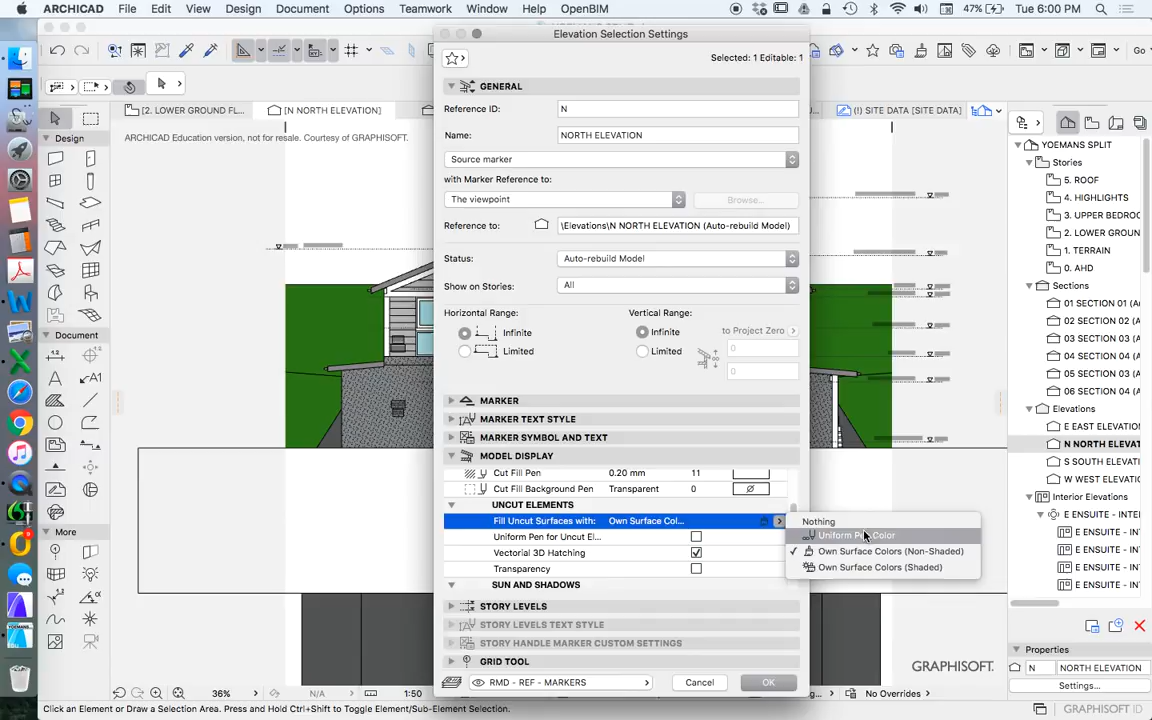 ARCHICAD File Edit View Design Document Options Teamwork Window Help OpenBIM 47% Tue 6:00 PM
Elevation Selection Settings
Selected: 1 Editable: 1
GENERAL
Reference ID: N
Name: NORTH ELEVATION
Source marker
with Marker Reference to:
The viewpoint Browse...
Reference to: \Elevations\N NORTH ELEVATION (Auto-rebuild Model)
Status: Auto-rebuild Model
Show on Stories: All
Horizontal Range: Vertical Range:
Infinite Infinite to Project Zero
Limited Limited 0
0
MARKER
MARKER TEXT STYLE
MARKER SYMBOL AND TEXT
MODEL DISPLAY
Cut Fill Pen 0.20 mm 11
Cut Fill Background Pen Transparent 0
UNCUT ELEMENTS
Fill Uncut Surfaces with: Own Surface Col...
Uniform Pen for Uncut El...
Vectorial 3D Hatching
Transparency
SUN AND SHADOWS
STORY LEVELS
STORY LEVELS TEXT STYLE
STORY HANDLE MARKER CUSTOM SETTINGS
GRID TOOL
RMD - REF - MARKERS Cancel OK
Nothing
Uniform Pen Color
Own Surface Colors (Non-Shaded)
Own Surface Colors (Shaded)
Go
[2. LOWER GROUND FL... [N NORTH ELEVATION] (!) SITE DATA [SITE DATA]
ARCHICAD Education version, not for resale. Courtesy of GRAPHISOFT.
Design
Document
More
YOEMANS SPLIT
Stories
5. ROOF
4. HIGHLIGHTS
3. UPPER BEDRO
2. LOWER GROUN
1. TERRAIN
0. AHD
Sections
01 SECTION 01 (A
02 SECTION 02 (A
03 SECTION 03 (A
04 SECTION 04 (A
05 SECTION 05 (A
06 SECTION 04 (A
Elevations
E EAST ELEVATIO
N NORTH ELEVAT
S SOUTH ELEVATI
W WEST ELEVATIO
Interior Elevations
E ENSUITE - INTE
E ENSUITE - INT
E ENSUITE - INT
E ENSUITE - INT
E ENSUITE - INT
Properties
N NORTH ELEVATION
Settings...
GRAPHISOFT.
36% N/A 1:50 No Overrides
Click an Element or Draw a Selection Area. Press and Hold Ctrl+Shift to Toggle Element/Sub-Element Selection.
GRAPHISOFT ID